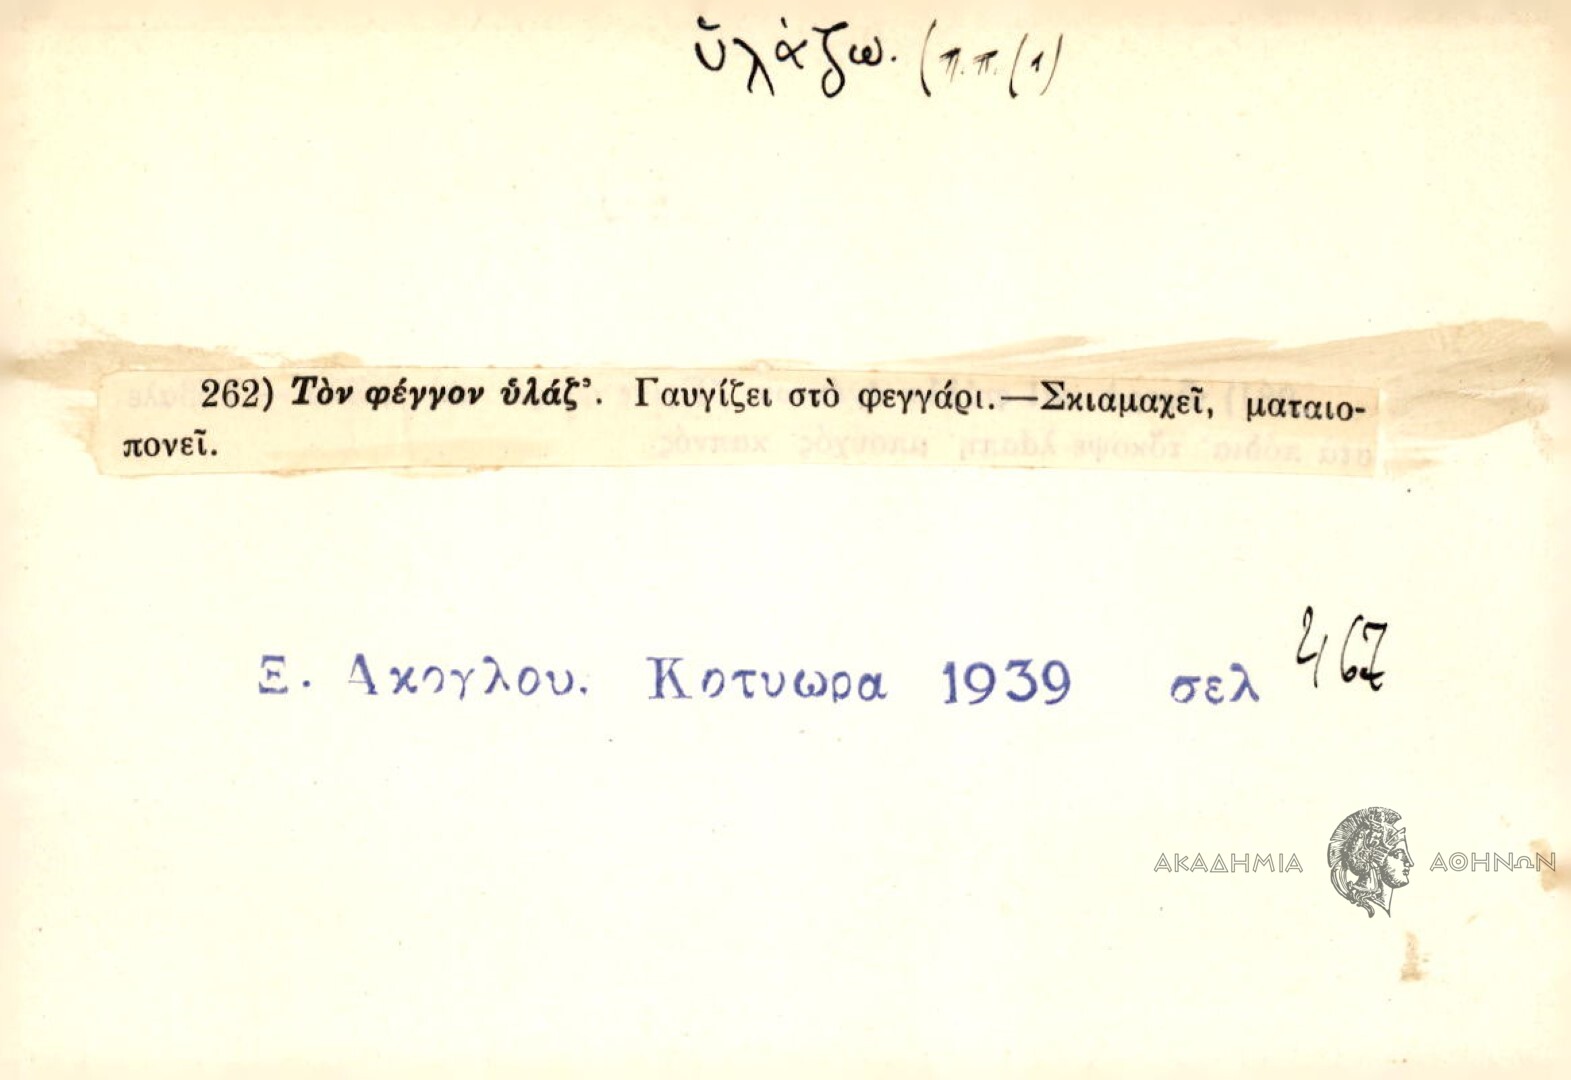 ὑλάζω. (π.π. (1)
262) Τὸν φέγγον ὑλάζ'. Γαυγίζει στὸ φεγγάρι.—Σκιαμαχεῖ, ματαιο-
πονεῖ.
Ξ. Ακογλου. Κοτυωρα 1939 σελ 467
ΑΚΑΔΗΜΙΑ ΑΘΗΝΩΝ